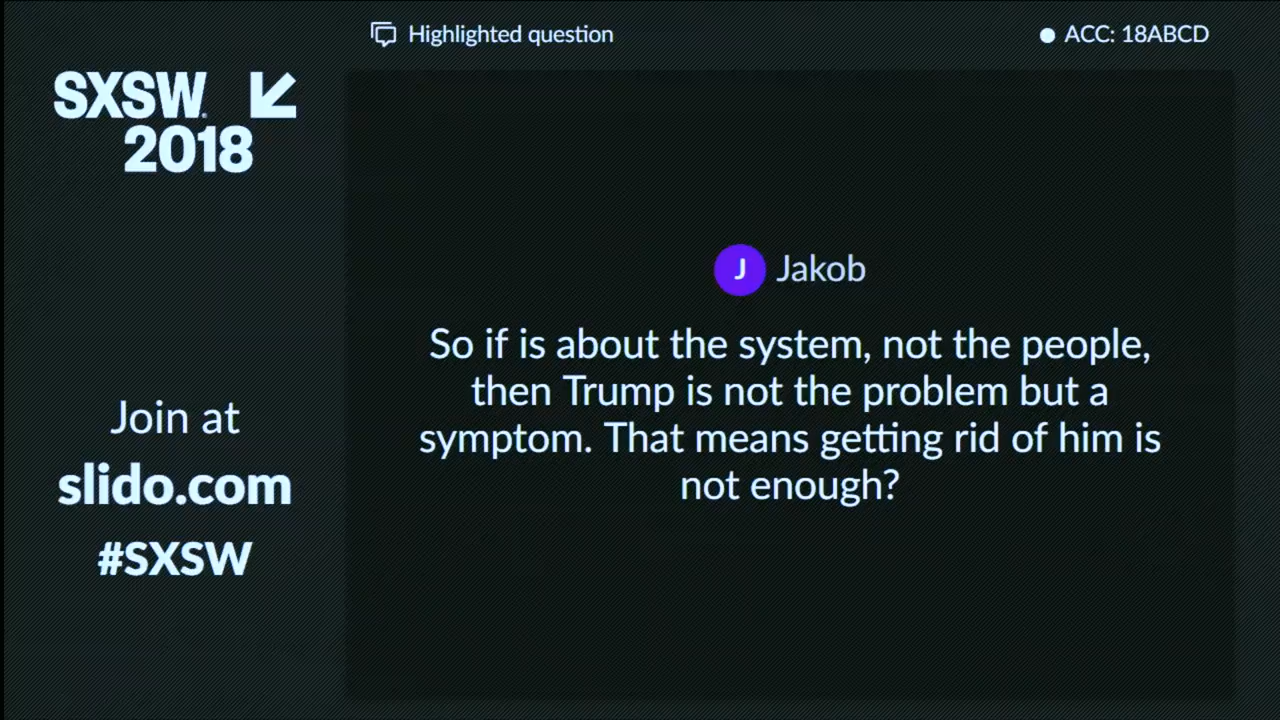 Highlighted question
ACC: 18ABCD
SXSW.
2018
J Jakob
So if is about the system, not the people,
then Trump is not the problem but a
symptom. That means getting rid of him is
not enough?
Join at
slido.com
#SXSW